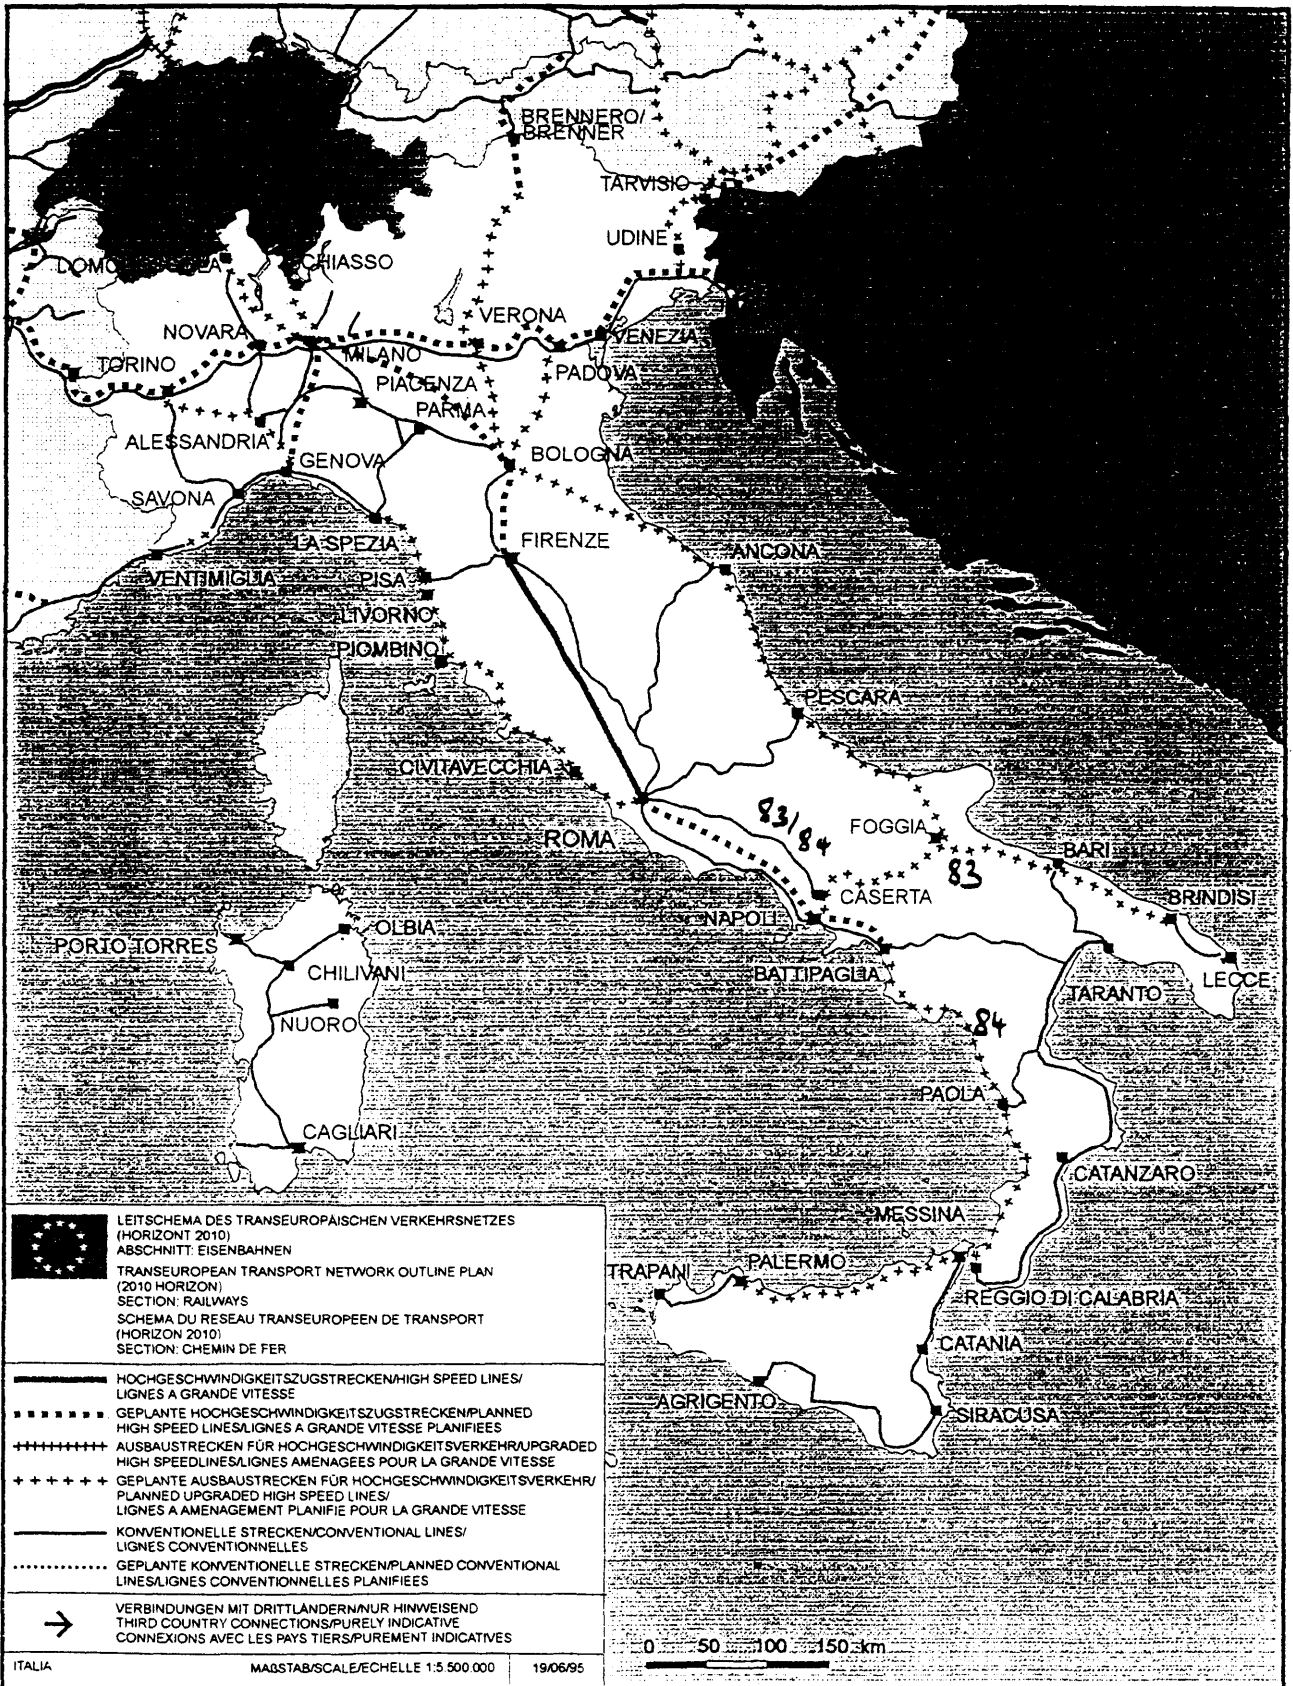 BRENNERO/
BRENNER
TARVISIO
UDINE
CHIASSO
VERONA
NOVARA
VENEZIA
MILANO
TORINO
PADOVA
PIACENZA
PARMA
ALESSANDRIA
BOLOGNA
GENOVA
SAVONA
FIRENZE
LA SPEZIA
ANCONA
VENTIMIGLIA
PISA
LIVORNO
PIOMBINO
PESCARA
CIVITAVECCHIA
83/
84
FOGGIA
ROMA
BARI
83
CASERTA
BRINDISI
NAPOLI
OLBIA
PORTO TORRES
BATTIPAGLIA
CHILIVANI
LECCE
TARANTO
NUORO
84
PAOLA
CAGLIARI
CATANZARO
MESSINA
PALERMO
TRAPANI
REGGIO DI CALABRIA
CATANIA
AGRIGENTO
SIRACUSA
LEITSCHEMA DES TRANSEUROPÄISCHEN VERKEHRSNETZES
(HORIZONT 2010)
ABSCHNITT: EISENBAHNEN
TRANSEUROPEAN TRANSPORT NETWORK OUTLINE PLAN
(2010 HORIZON)
SECTION: RAILWAYS
SCHEMA DU RESEAU TRANSEUROPEEN DE TRANSPORT
(HORIZON 2010)
SECTION: CHEMIN DE FER
HOCHGESCHWINDIGKEITSZUGSTRECKEN/HIGH SPEED LINES/
LIGNES A GRANDE VITESSE
GEPLANTE HOCHGESCHWINDIGKEITSZUGSTRECKEN/PLANNED
HIGH SPEED LINES/LIGNES A GRANDE VITESSE PLANIFIEES
AUSBAUSTRECKEN FÜR HOCHGESCHWINDIGKEITSVERKEHR/UPGRADED
HIGH SPEEDLINES/LIGNES AMENAGEES POUR LA GRANDE VITESSE
GEPLANTE AUSBAUSTRECKEN FÜR HOCHGESCHWINDIGKEITSVERKEHR/
PLANNED UPGRADED HIGH SPEED LINES/
LIGNES A AMENAGEMENT PLANIFIE POUR LA GRANDE VITESSE
KONVENTIONELLE STRECKEN/CONVENTIONAL LINES/
LIGNES CONVENTIONNELLES
GEPLANTE KONVENTIONELLE STRECKEN/PLANNED CONVENTIONAL
LINES/LIGNES CONVENTIONNELLES PLANIFIEES
VERBINDUNGEN MIT DRITTLÄNDERN/NUR HINWEISEND
THIRD COUNTRY CONNECTIONS/PURELY INDICATIVE
CONNEXIONS AVEC LES PAYS TIERS/PUREMENT INDICATIVES
0 50 100 150 km
ITALIA MAßSTAB/SCALE/ECHELLE 1:5.500.000 19/06/95